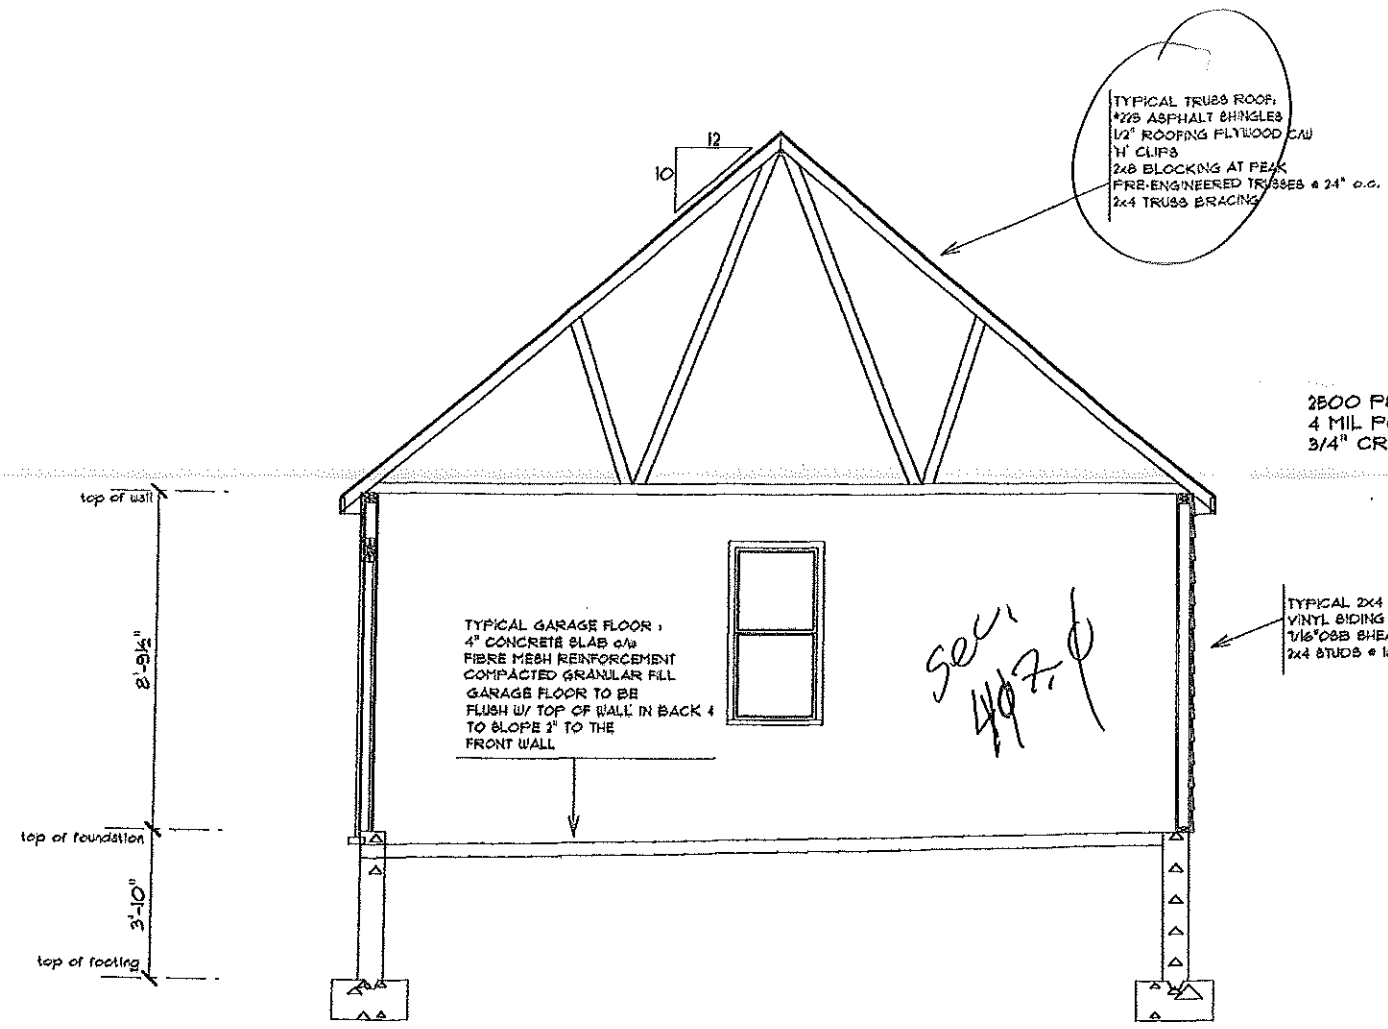 12
10
TYPICAL TRUSS ROOF:
#225 ASPHALT SHINGLES
1/2" ROOFING PLYWOOD C/W
'H' CLIPS
2x8 BLOCKING AT PEAK
PRE-ENGINEERED TRUSSES @ 24" O.C.
2x4 TRUSS BRACING
4 MIL
3/4"
top of wall
8'-9½"
top of foundation
3'-10"
top of footing
TYPICAL GARAGE FLOOR :
4" CONCRETE SLAB C/W
FIBRE MESH REINFORCEMENT
COMPACTED GRANULAR FILL
GARAGE FLOOR TO BE
FLUSH W/ TOP OF WALL IN BACK &
TO SLOPE 2" TO THE
FRONT WALL
TYPICAL 2x4
VINYL SIDING
7/16" OSB
2x4 STUDS @